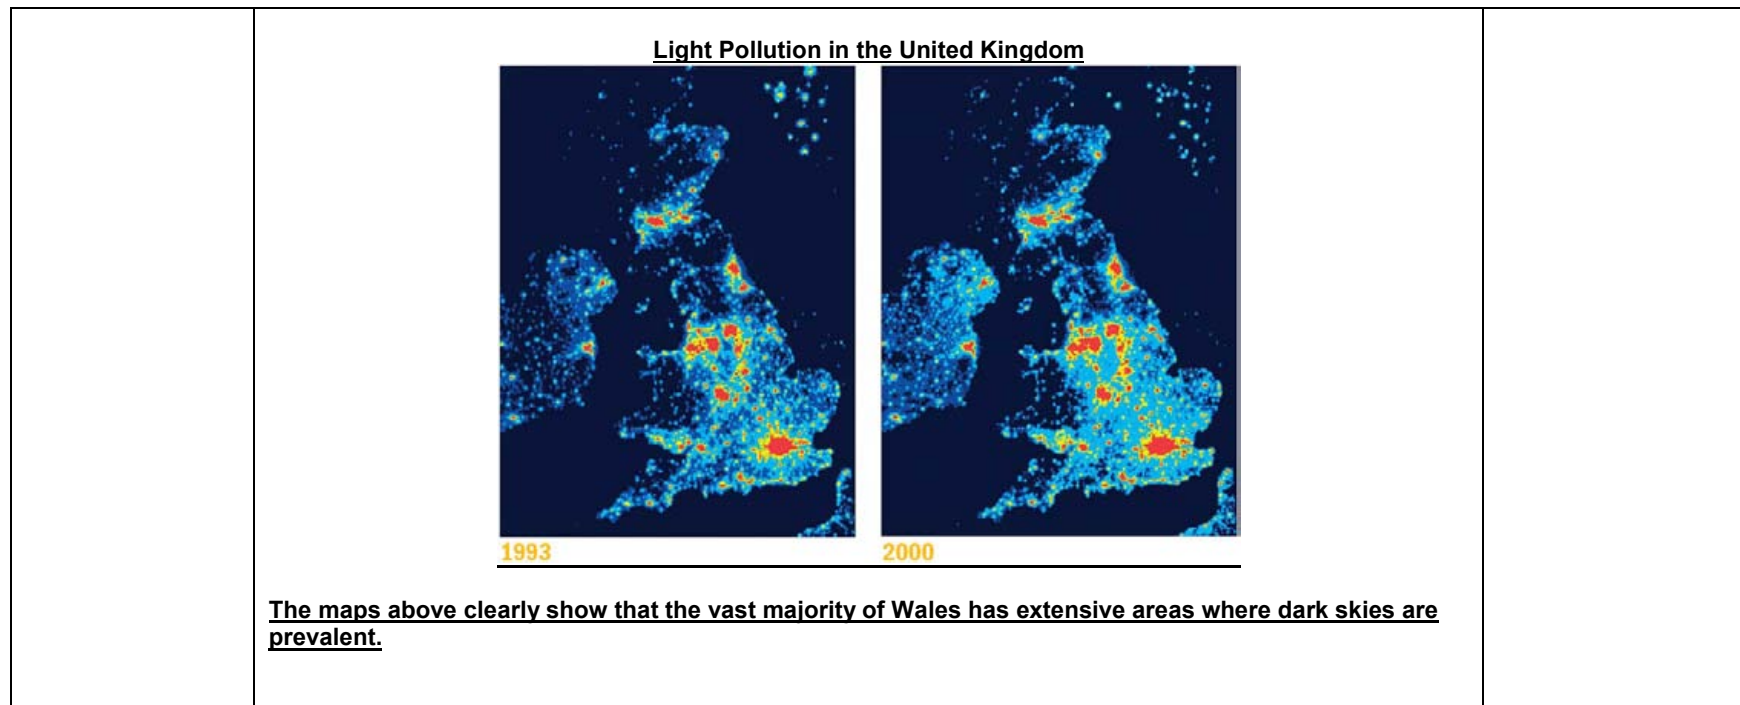 Light Pollution in the United Kingdom
1993
2000
The maps above clearly show that the vast majority of Wales has extensive areas where dark skies are
prevalent.